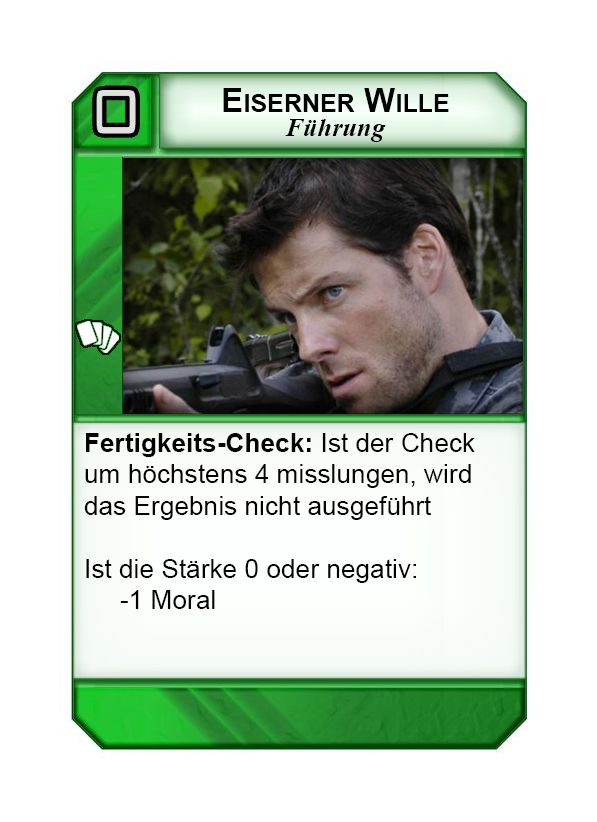 0
Eiserner Wille
Führung
Fertigkeits-Check: Ist der Check
um höchstens 4 misslungen, wird
das Ergebnis nicht ausgeführt
Ist die Stärke 0 oder negativ:
-1 Moral